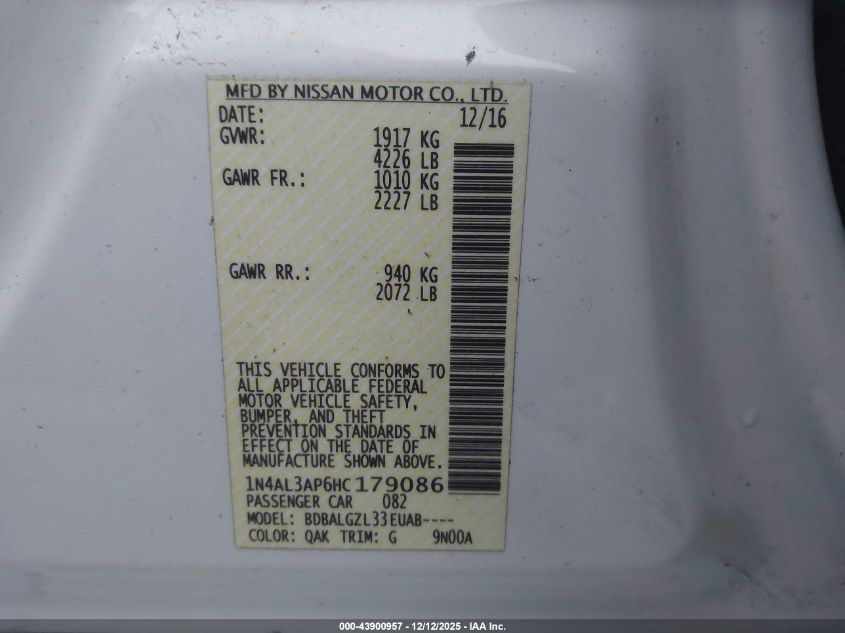 MFD BY NISSAN MOTOR CO., LTD.
DATE: 12/16
GVWR: 1917 KG
4226 LB
GAWR FR.: 1010 KG
2227 LB
GAWR RR.: 940 KG
2072 LB
THIS VEHICLE CONFORMS TO
ALL APPLICABLE FEDERAL
MOTOR VEHICLE SAFETY,
BUMPER, AND THEFT
PREVENTION STANDARDS IN
EFFECT ON THE DATE OF
MANUFACTURE SHOWN ABOVE.
1N4AL3AP6HC179086
PASSENGER CAR 082
MODEL: BDBALGZL33EUAB----
COLOR: QAK TRIM: G 9N00A
000-43900957 - 12/12/2025 - IAA Inc.